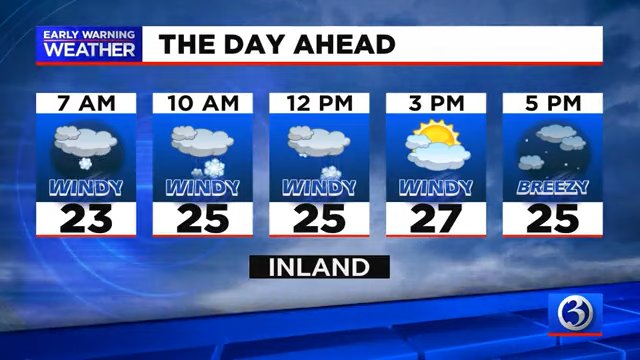 EARLY WARNING
WEATHER
THE DAY AHEAD
7 AM
10 AM
12 PM
3 PM
5 PM
WINDY
WINDY
WINDY
WINDY
BREEZY
23
25
25
27
25
INLAND
3